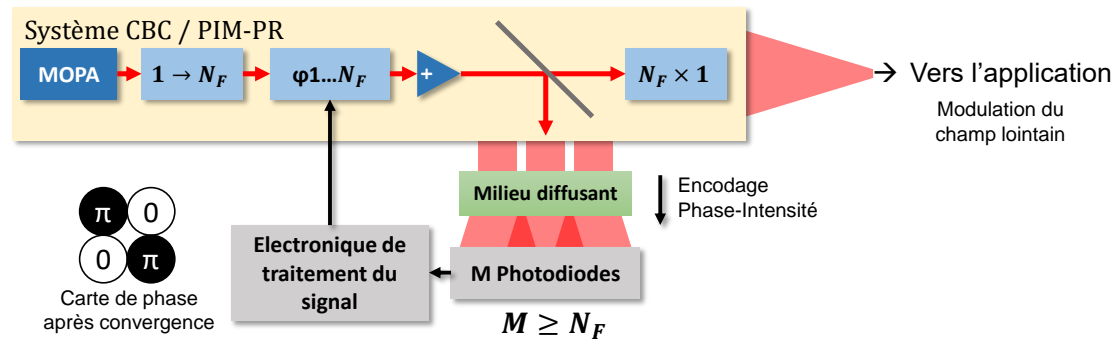 Système CBC / PIM-PR
MOPA
1 → N_F
φ1...N_F
+
N_F × 1
→ Vers l'application
Modulation du
champ lointain
Milieu diffusant
Encodage
Phase-Intensité
π 0
0 π
Carte de phase
après convergence
Electronique de
traitement du
signal
M Photodiodes
M ≥ N_F